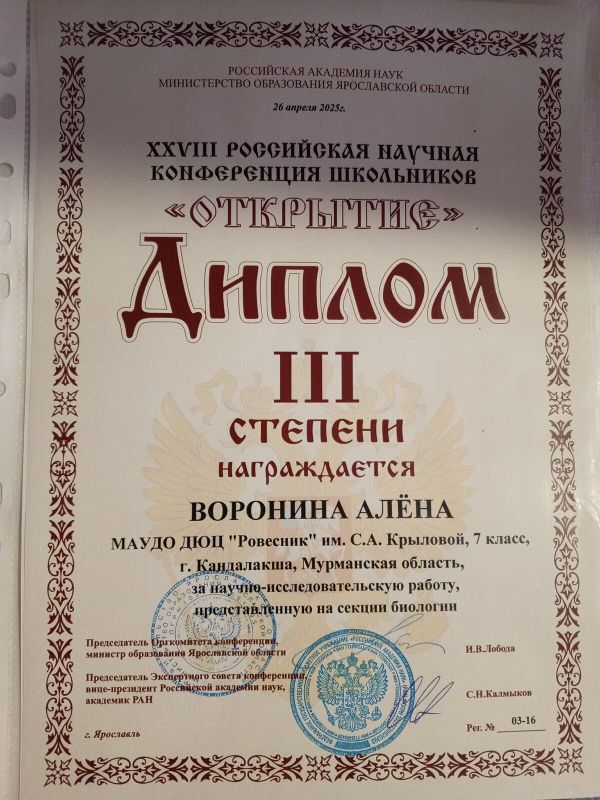 РОССИЙСКАЯ АКАДЕМИЯ НАУК
МИНИСТЕРСТВО ОБРАЗОВАНИЯ ЯРОСЛАВСКОЙ ОБЛАСТИ
26 апреля 2025г.
XXVIII РОССИЙСКАЯ НАУЧНАЯ
КОНФЕРЕНЦИЯ ШКОЛЬНИКОВ
«ОТКРЫТИЕ»
ДИПЛОМ
III
СТЕПЕНИ
НАГРАЖДАЕТСЯ
ВОРОНИНА АЛЁНА
МАУДО ДЮЦ "Ровесник" им. С.А. Крыловой, 7 класс,
г. Кандалакша, Мурманская область,
за научно-исследовательскую работу,
представленную на секции биологии
Председатель Оргкомитета конференции,
министр образования Ярославской области
И.В.Лобода
Председатель Экспертного совета конференции,
вице-президент Российской академии наук,
академик РАН
С.Н.Калмыков
Рег. № 03-16
г. Ярославль